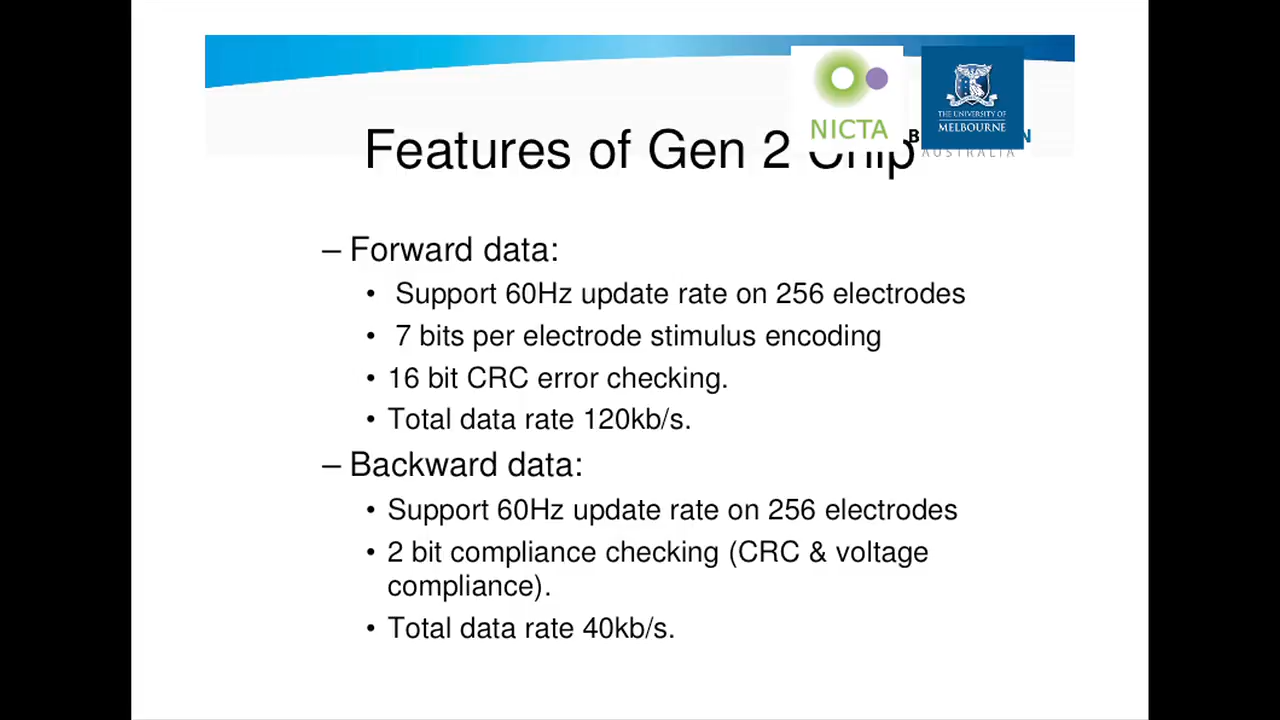 NICTA
THE UNIVERSITY OF
MELBOURNE
AUSTRALIA
Features of Gen 2 Chip
– Forward data:
• Support 60Hz update rate on 256 electrodes
• 7 bits per electrode stimulus encoding
• 16 bit CRC error checking.
• Total data rate 120kb/s.
– Backward data:
• Support 60Hz update rate on 256 electrodes
• 2 bit compliance checking (CRC & voltage
compliance).
• Total data rate 40kb/s.